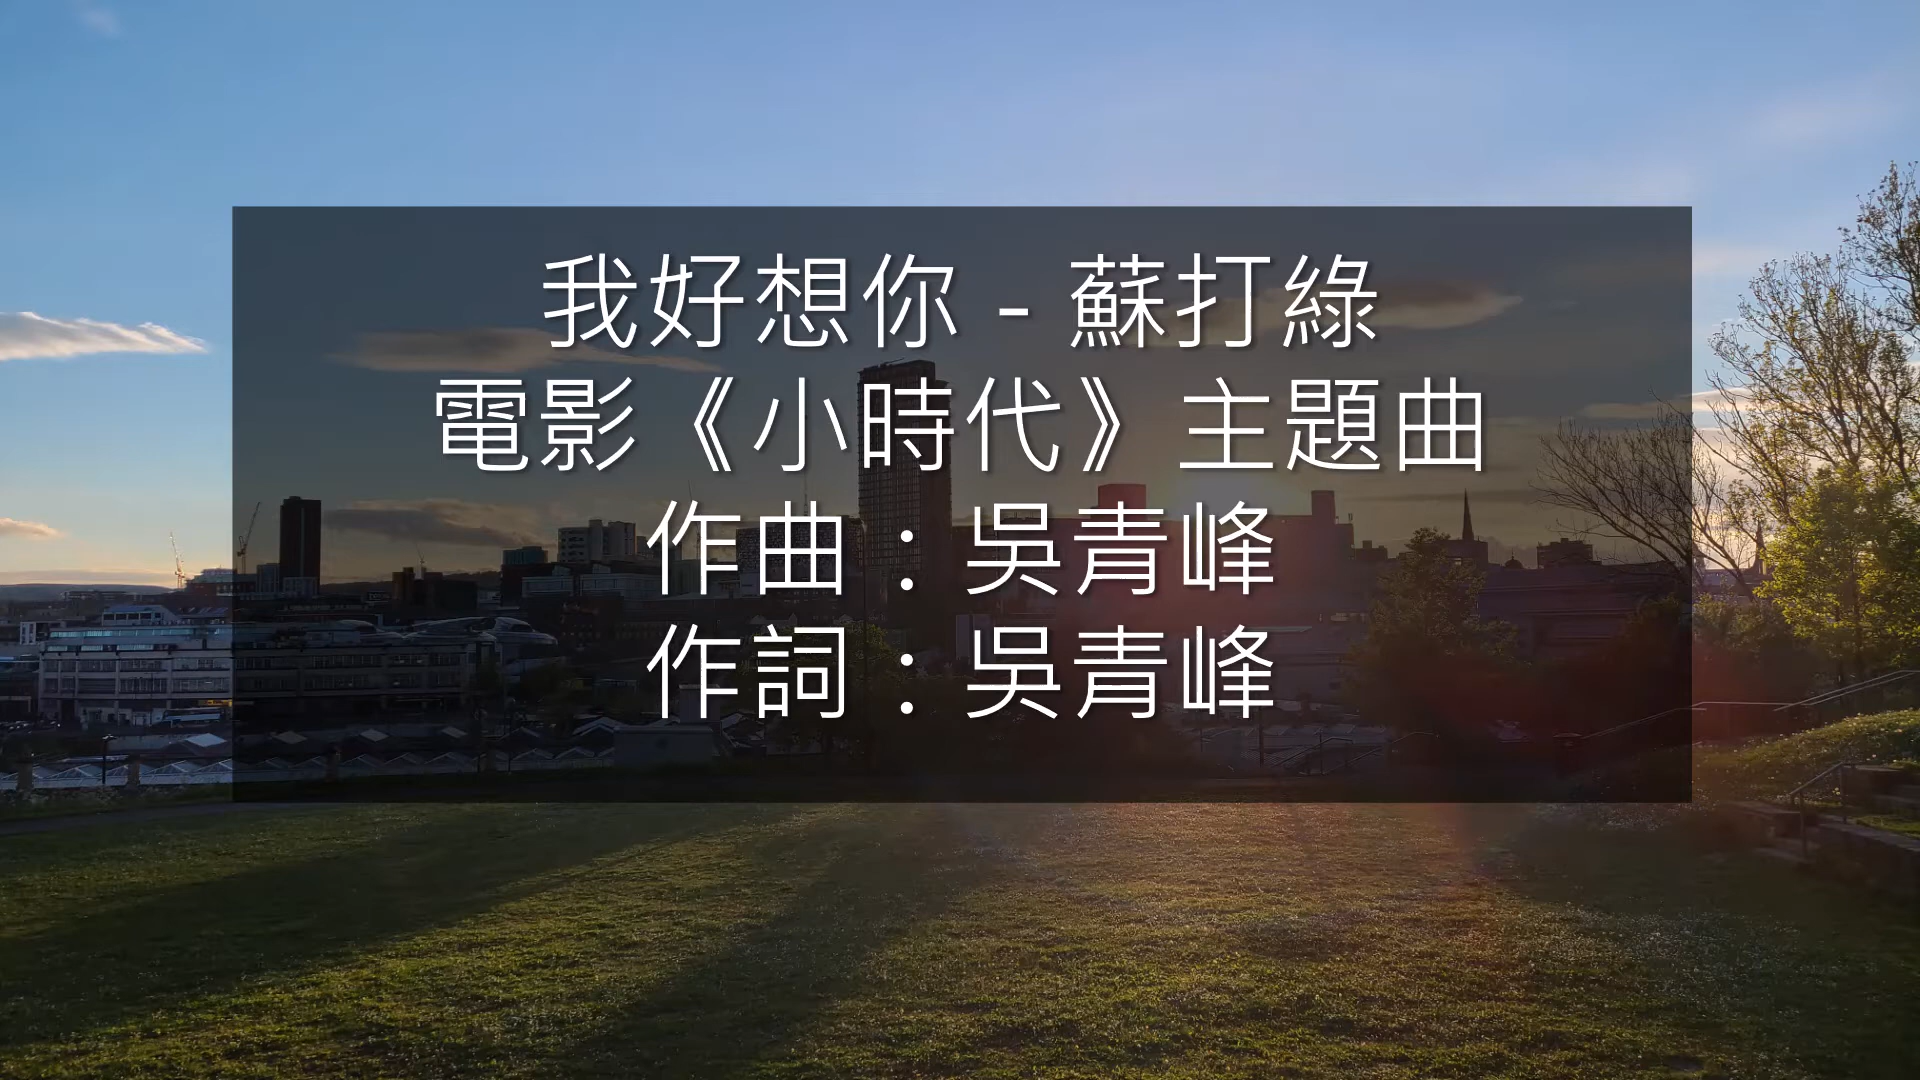 我好想你 - 蘇打綠
電影《小時代》主題曲
作曲：吳青峰
作詞：吳青峰